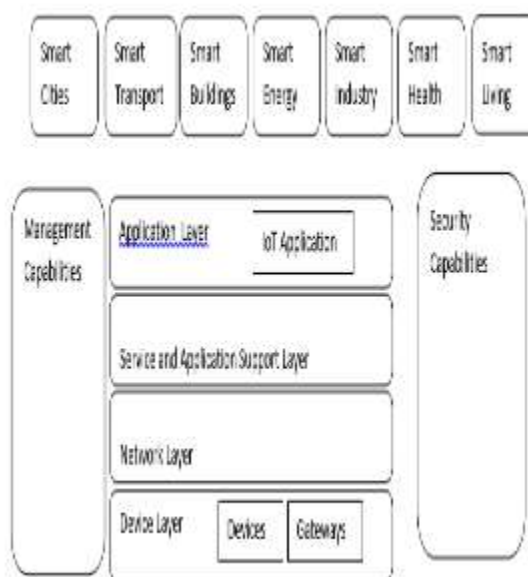 Smart
Cities
Smart
Transport
Smart
Buildings
Smart
Energy
Smart
Industry
Smart
Health
Smart
Living
Management
Capabilities
Application Layer
IoT Application
Service and Application Support Layer
Network Layer
Device Layer
Devices
Gateways
Security
Capabilities